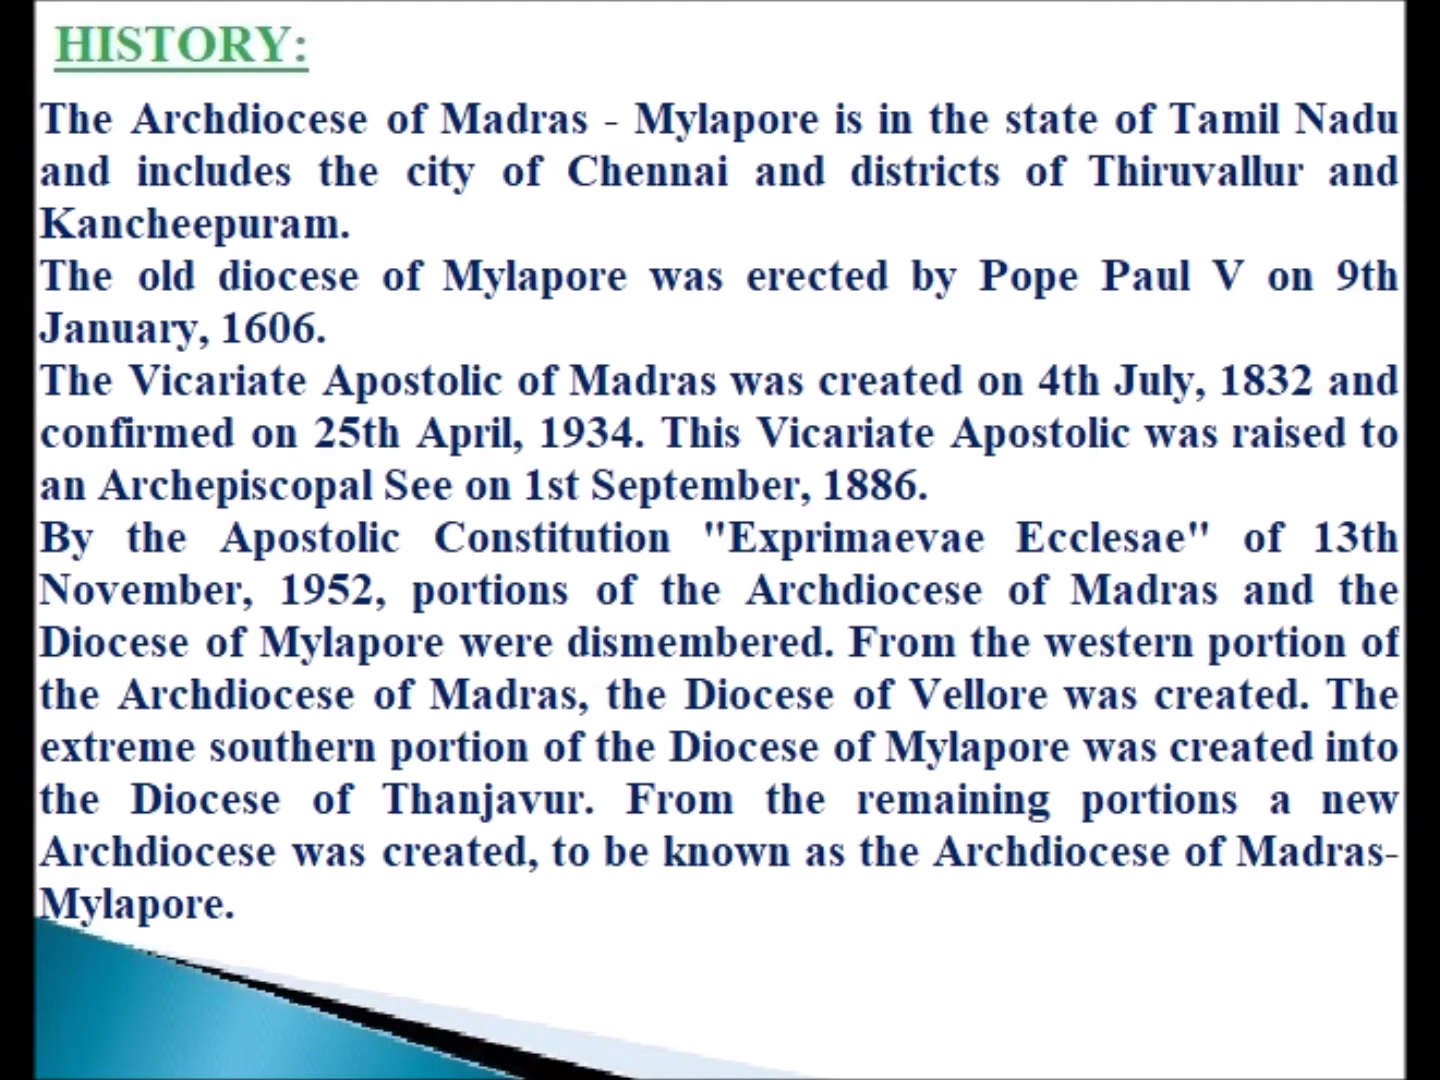 HISTORY:
The Archdiocese of Madras - Mylapore is in the state of Tamil Nadu
and includes the city of Chennai and districts of Thiruvallur and
Kancheepuram.
The old diocese of Mylapore was erected by Pope Paul V on 9th
January, 1606.
The Vicariate Apostolic of Madras was created on 4th July, 1832 and
confirmed on 25th April, 1934. This Vicariate Apostolic was raised to
an Archepiscopal See on 1st September, 1886.
By the Apostolic Constitution "Exprimaevae Ecclesae" of 13th
November, 1952, portions of the Archdiocese of Madras and the
Diocese of Mylapore were dismembered. From the western portion of
the Archdiocese of Madras, the Diocese of Vellore was created. The
extreme southern portion of the Diocese of Mylapore was created into
the Diocese of Thanjavur. From the remaining portions a new
Archdiocese was created, to be known as the Archdiocese of Madras-
Mylapore.